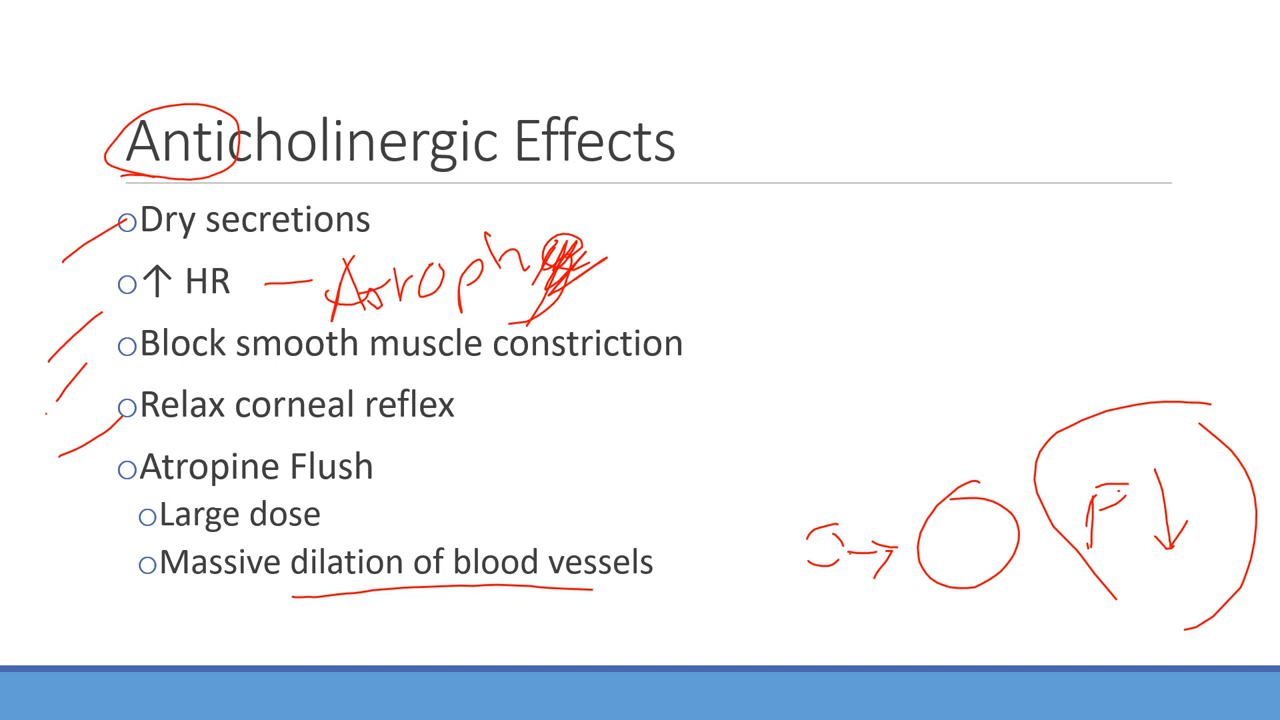 Anticholinergic Effects
Dry secretions
↑ HR –
Block smooth muscle constriction
Relax corneal reflex
Atropine Flush
Large dose
Massive dilation of blood vessels
P ↓